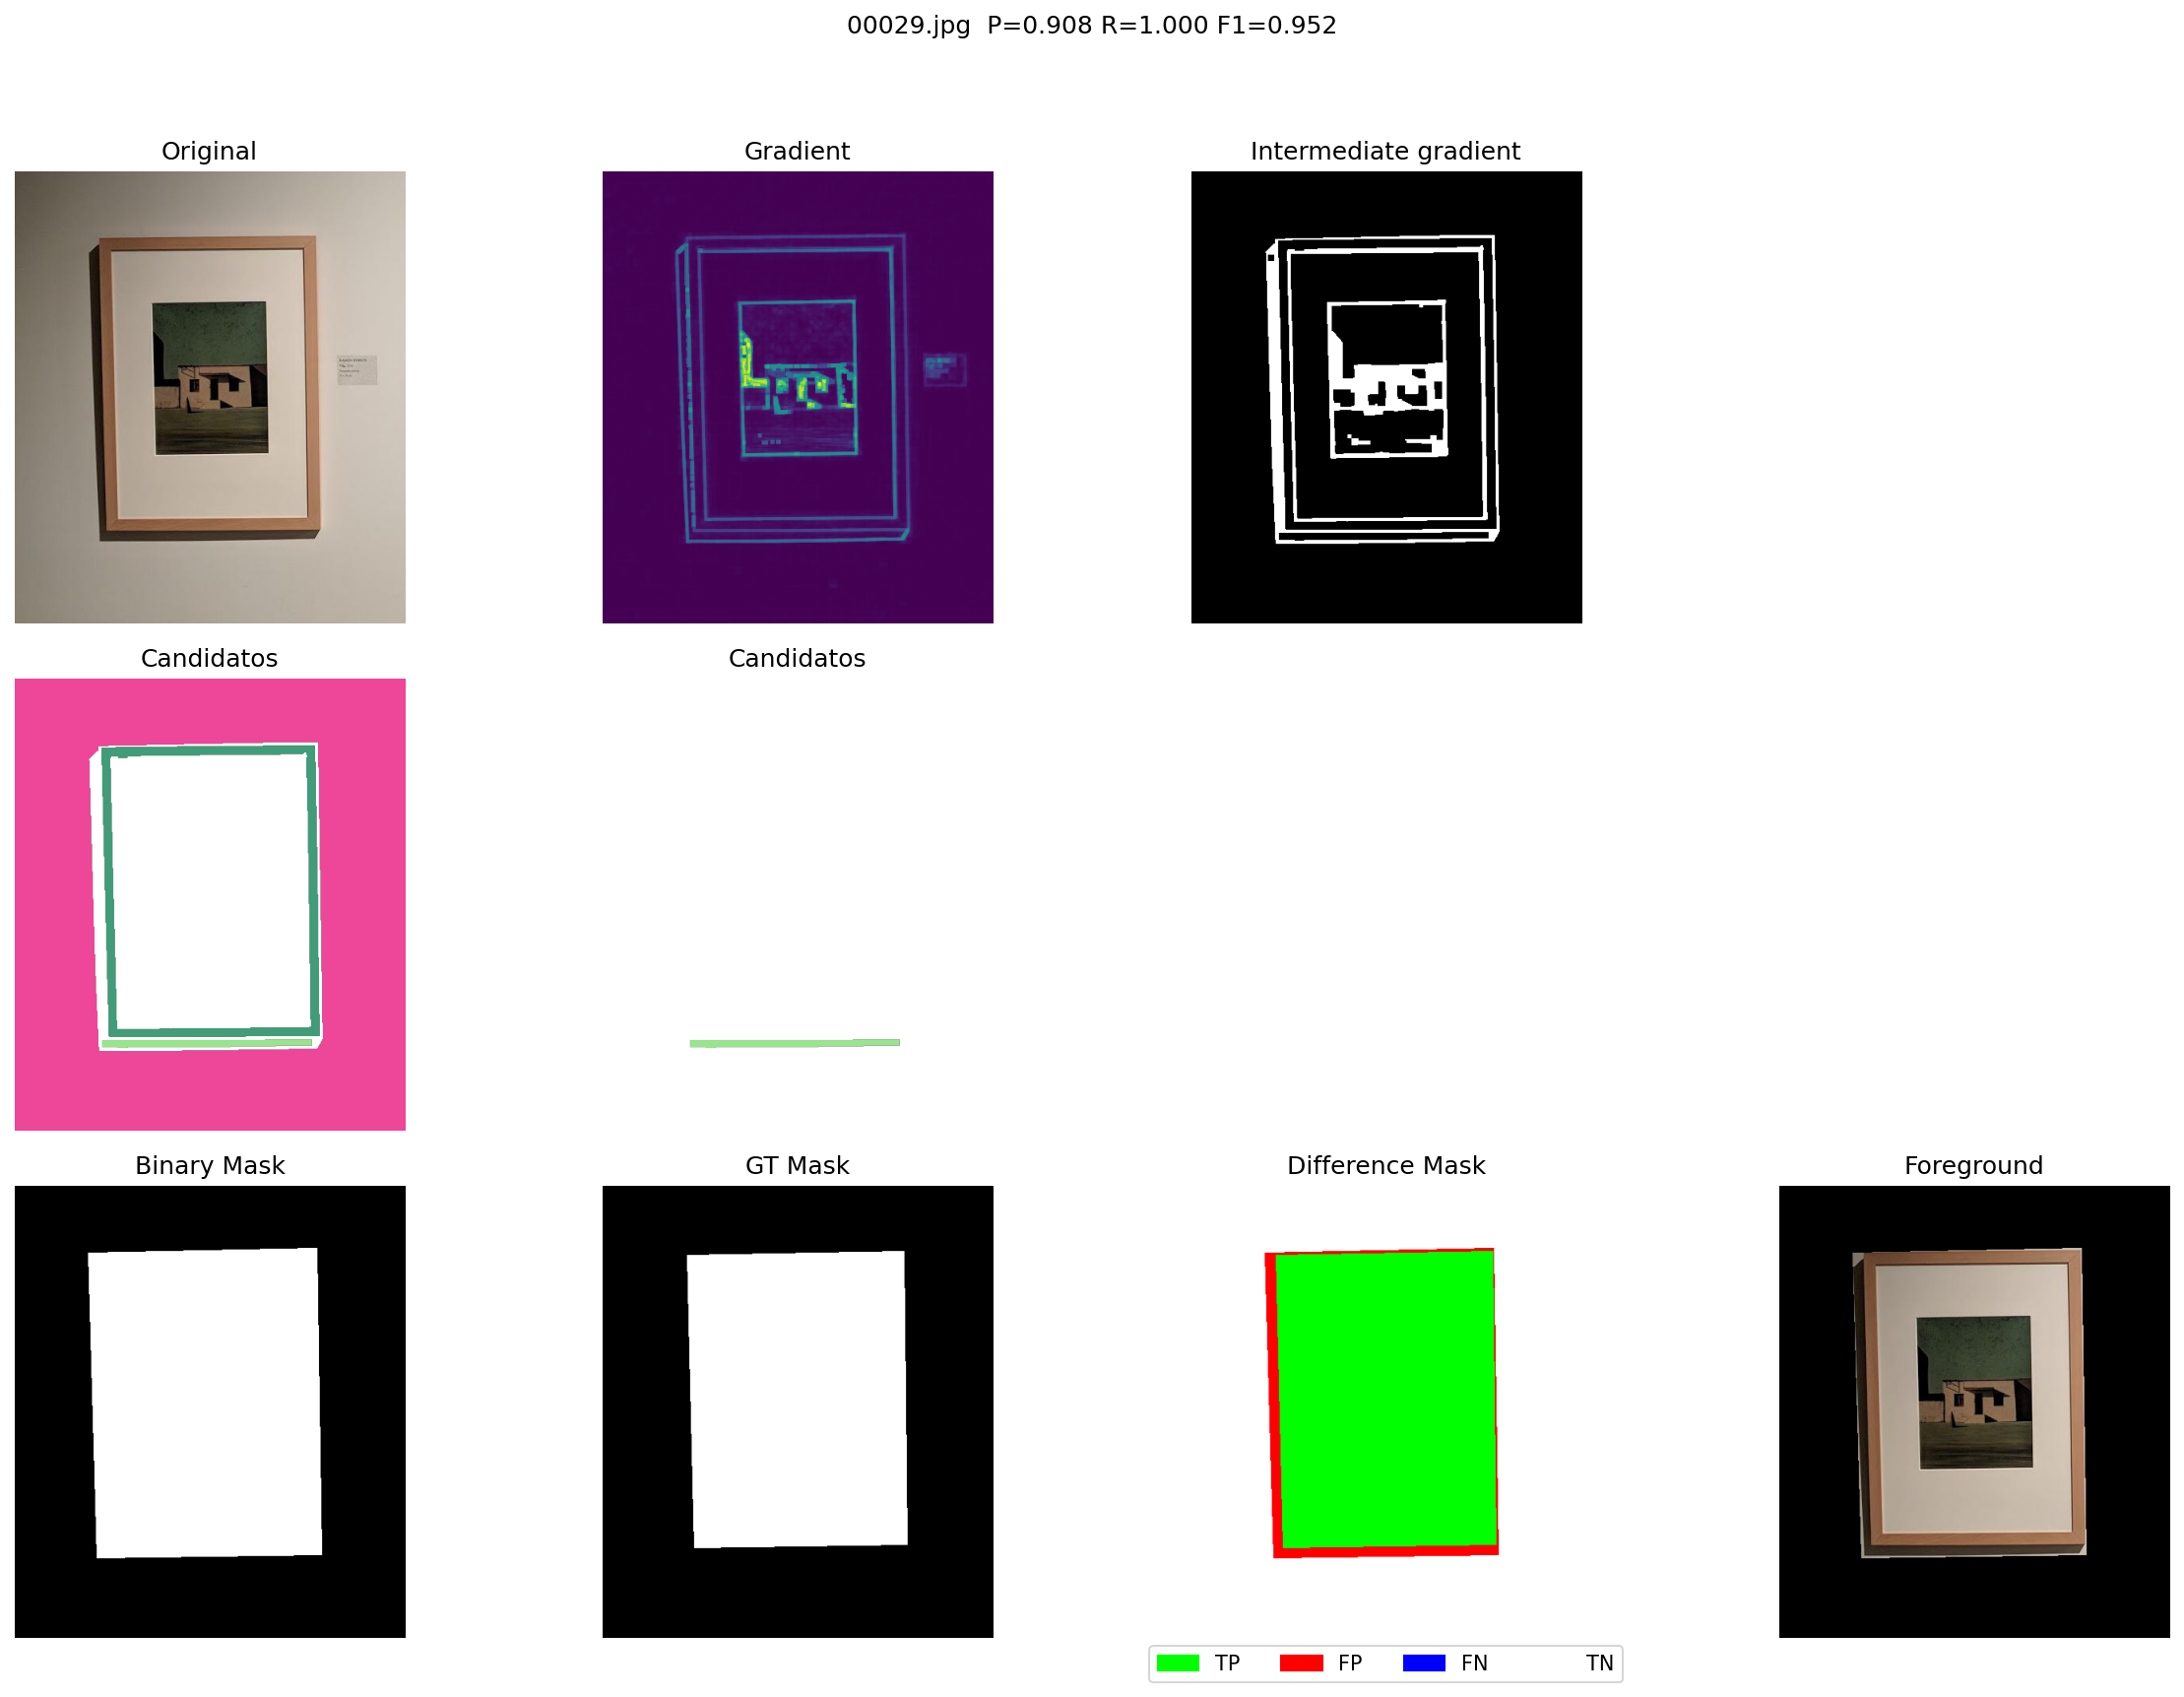 00029.jpg  P=0.908 R=1.000 F1=0.952
Original
Gradient
Intermediate gradient
Candidatos
Candidatos
Binary Mask
GT Mask
Difference Mask
Foreground
TP
FP
FN
TN